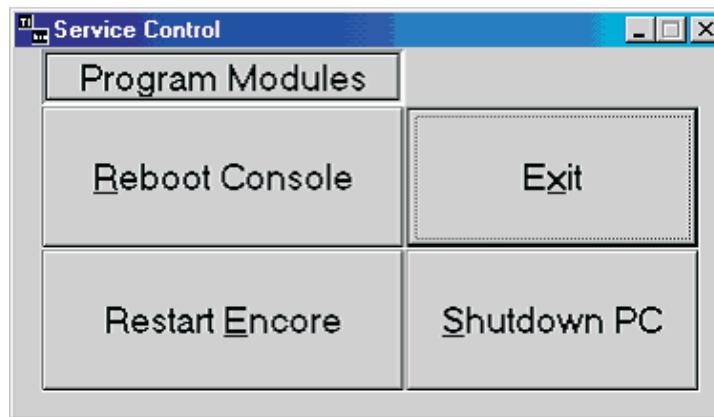 Service Control
Program Modules
Reboot Console
Exit
Restart Encore
Shutdown PC